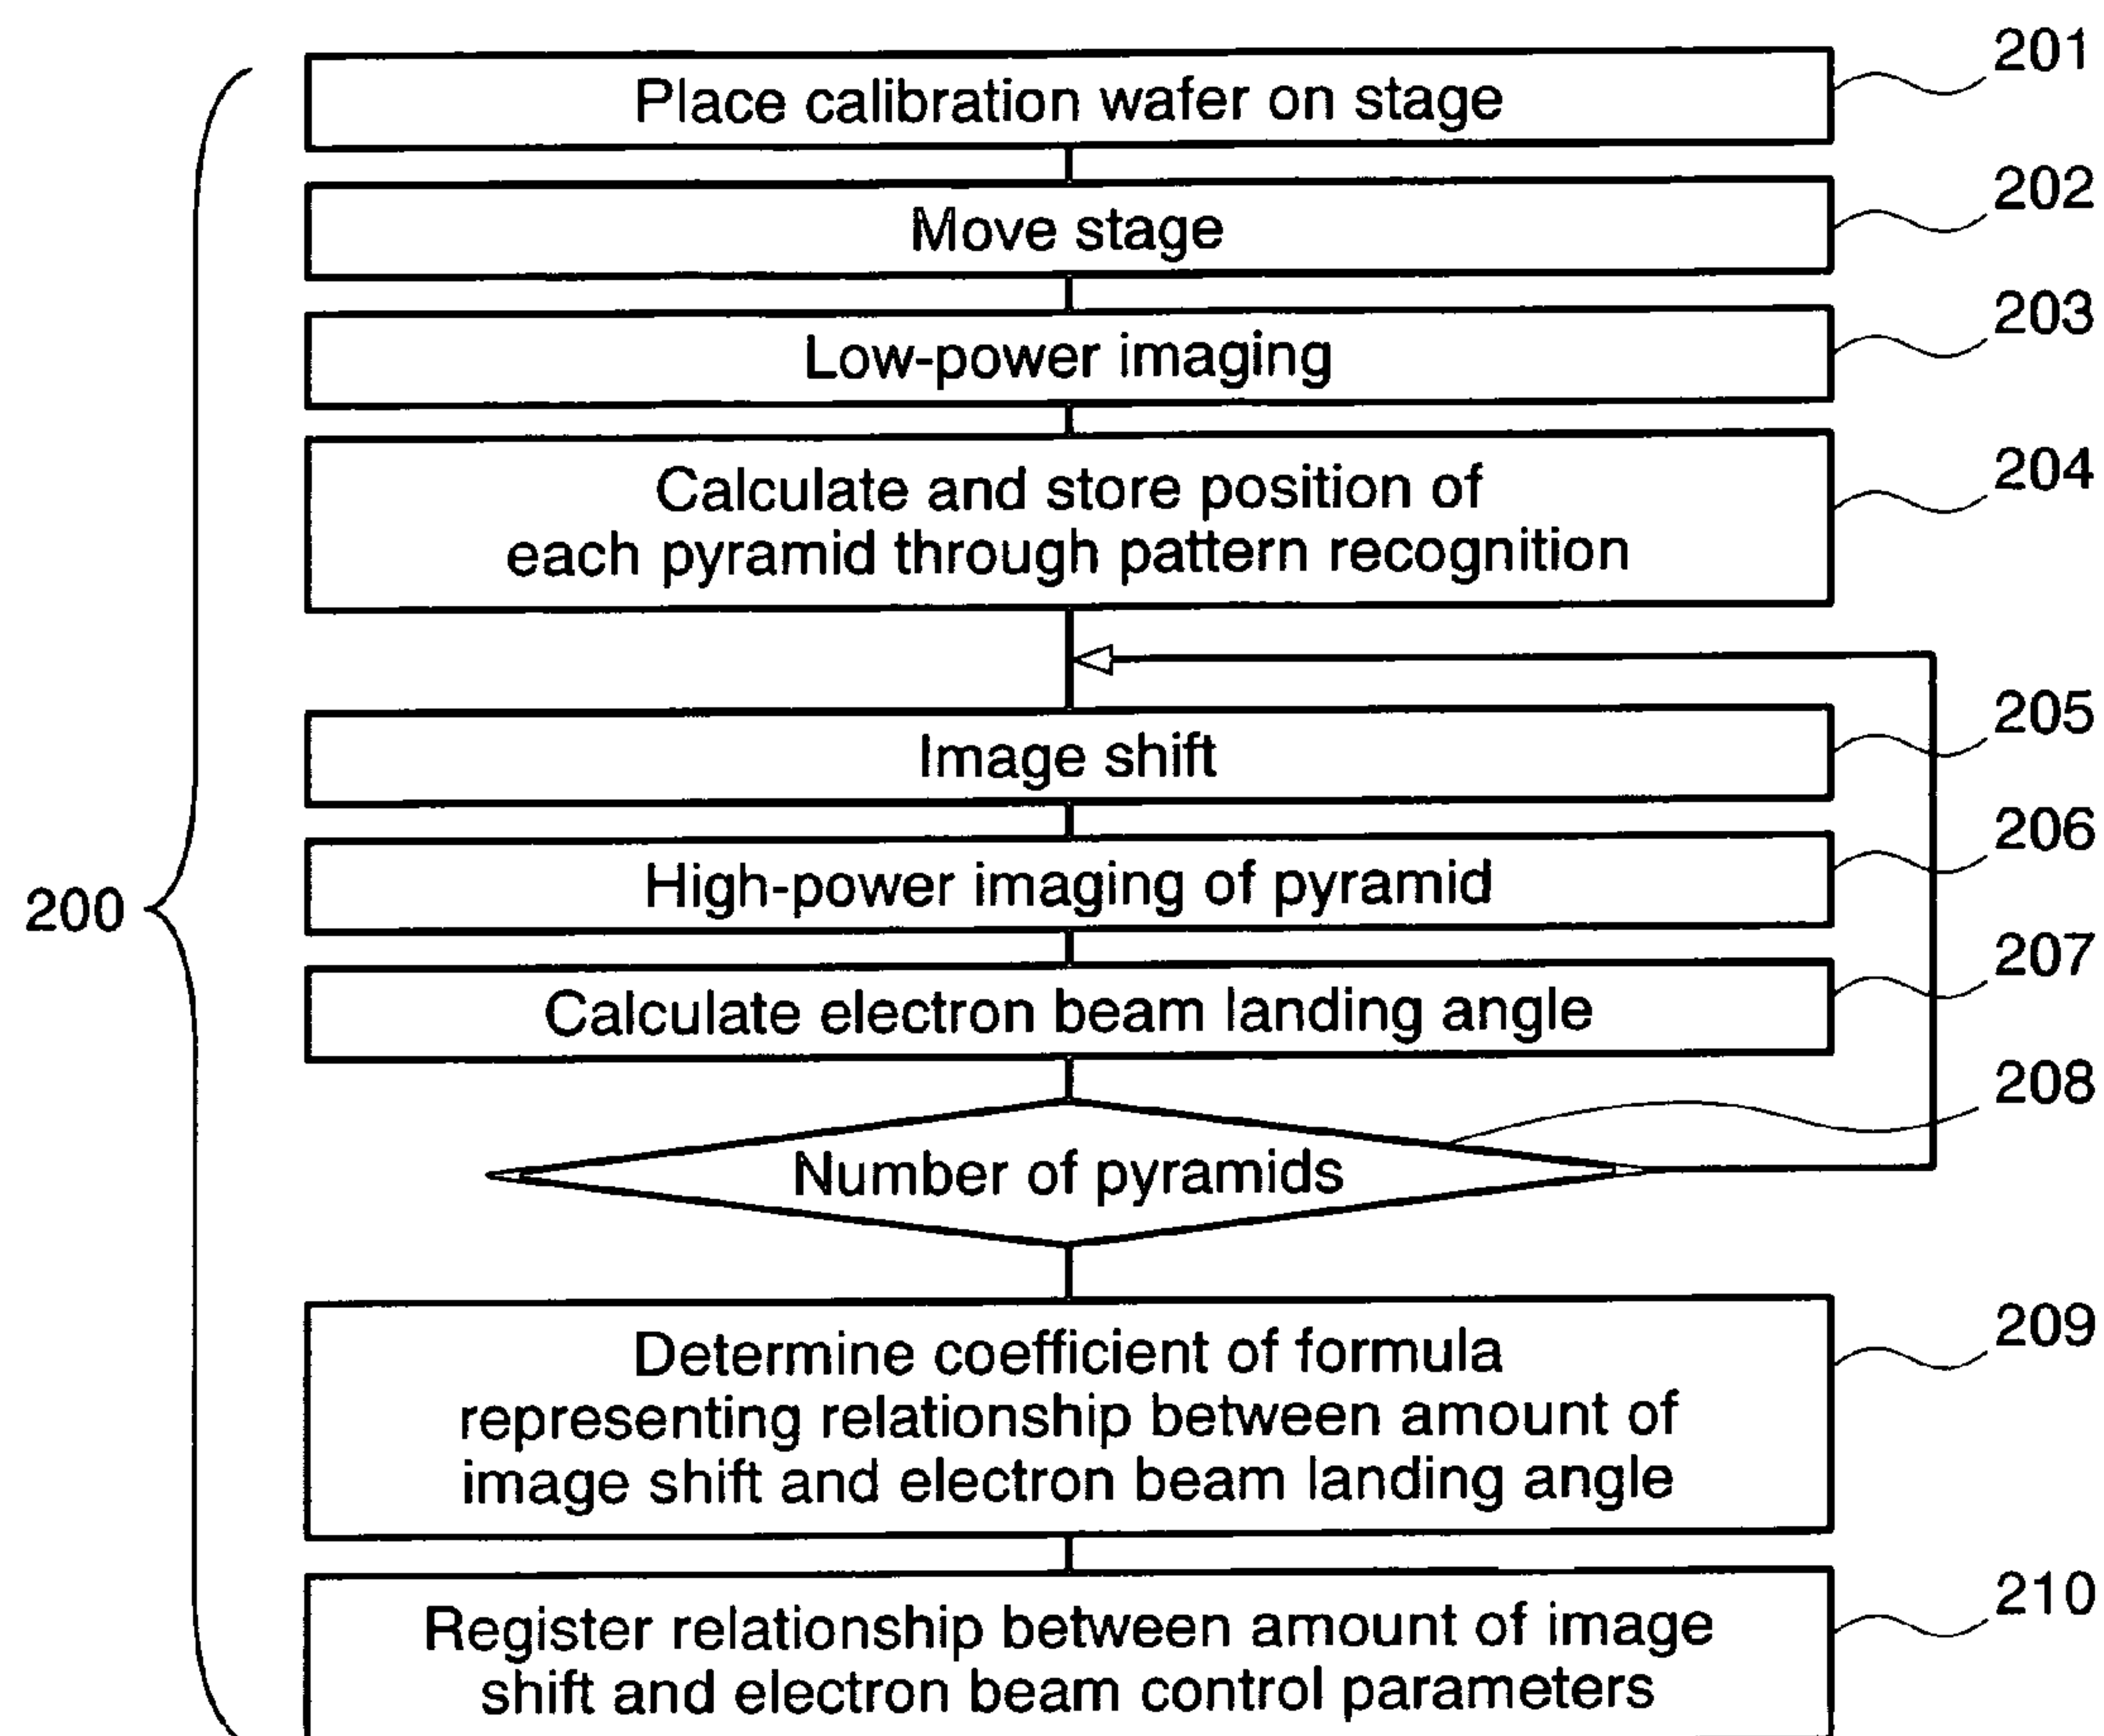 201
Place calibration wafer on stage
202
Move stage
203
Low-power imaging
204
Calculate and store position of
each pyramid through pattern recognition
205
Image shift
206
High-power imaging of pyramid
200
207
Calculate electron beam landing angle
208
Number of pyramids
209
Determine coefficient of formula
representing relationship between amount of
image shift and electron beam landing angle
210
Register relationship between amount of image
shift and electron beam control parameters